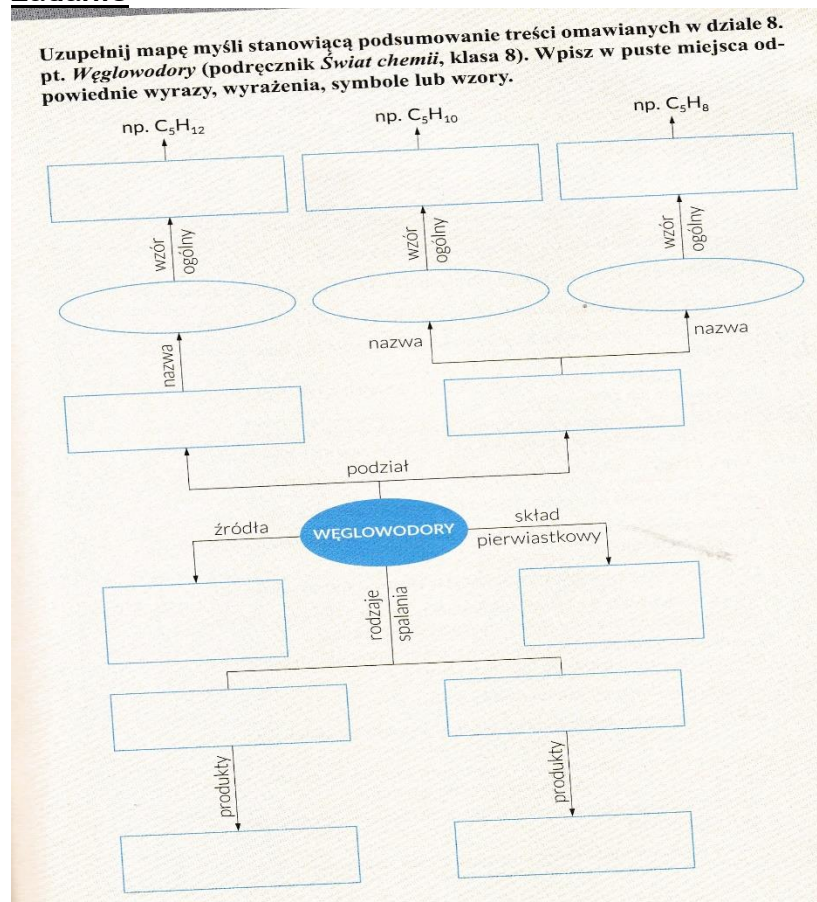 Uzupełnij mapę myśli stanowiącą podsumowanie treści omawianych w dziale 8.
pt. Węglowodory (podręcznik Świat chemii, klasa 8). Wpisz w puste miejsca od-
powiednie wyrazy, wyrażenia, symbole lub wzory.
np. C₅H₁₂
np. C₅H₁₀
np. C₅H₈
wzór
ogólny
wzór
ogólny
wzór
ogólny
nazwa
nazwa
nazwa
podział
źródła
WĘGLOWODORY
skład
pierwiastkowy
rodzaje
spalania
produkty
produkty